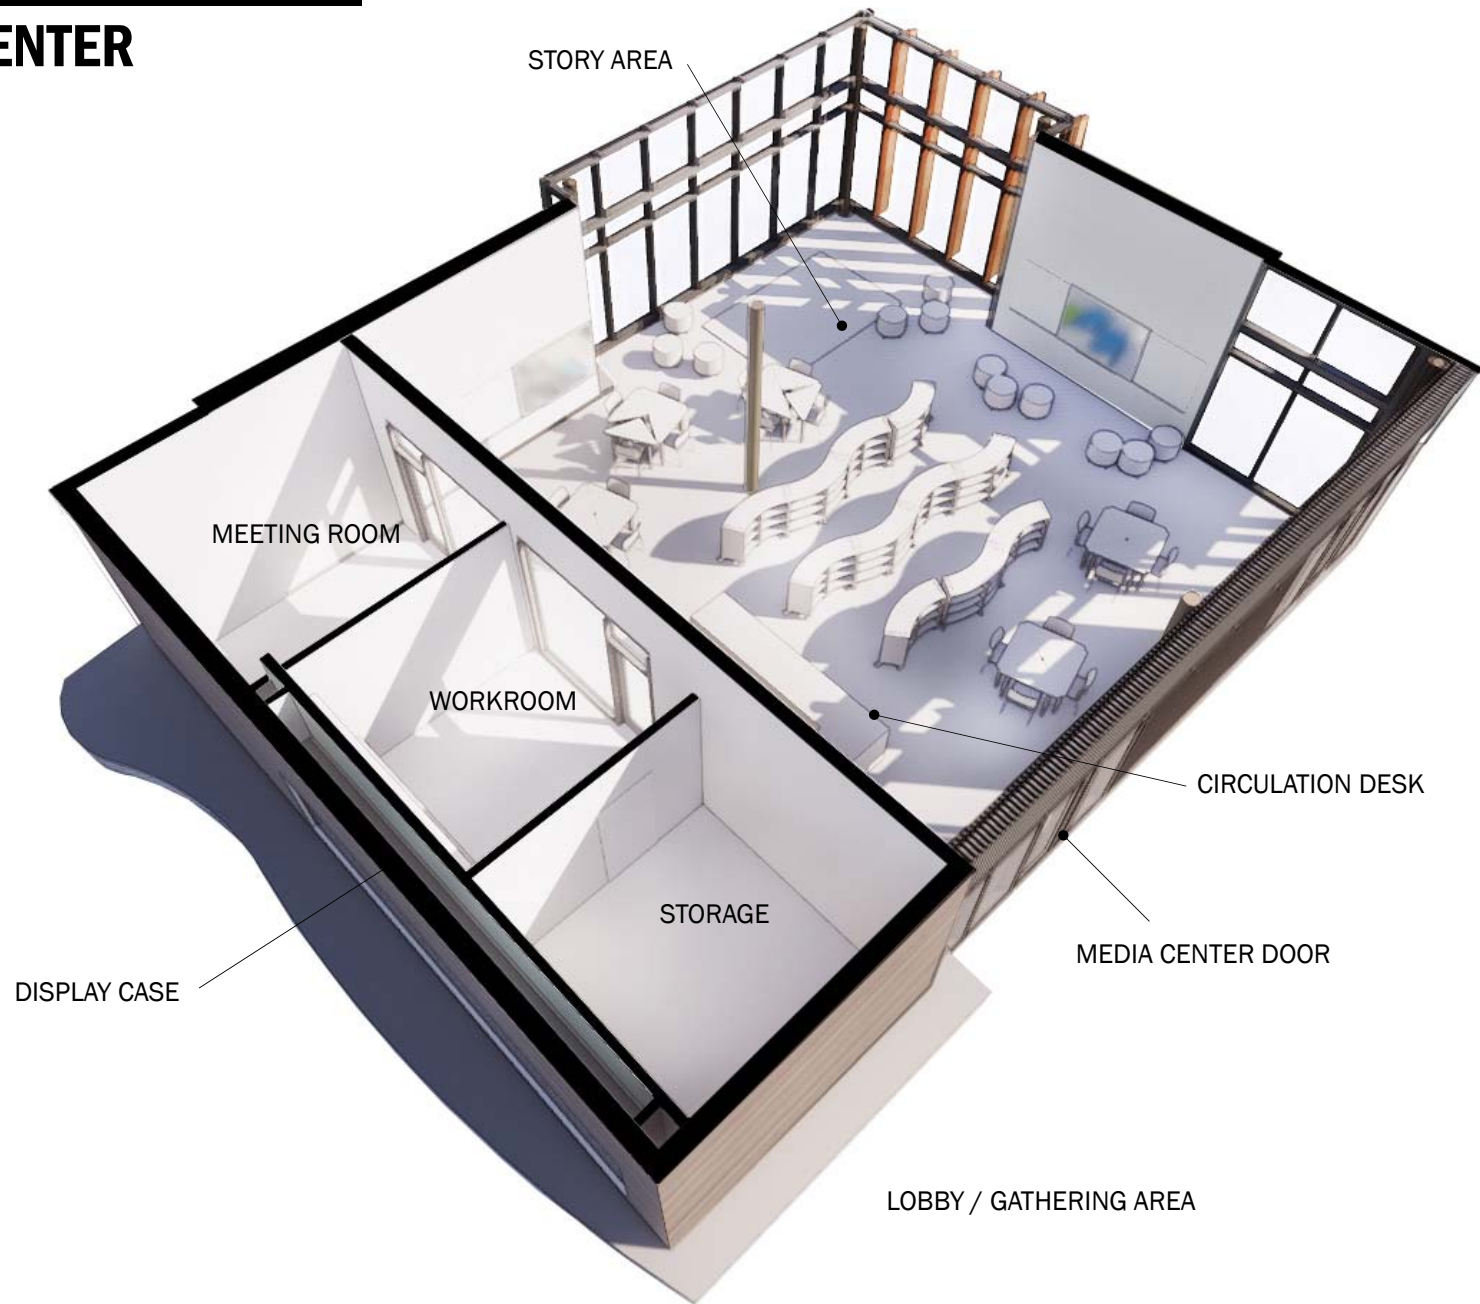 ENTER
STORY AREA
MEETING ROOM
WORKROOM
CIRCULATION DESK
STORAGE
MEDIA CENTER DOOR
DISPLAY CASE
LOBBY / GATHERING AREA